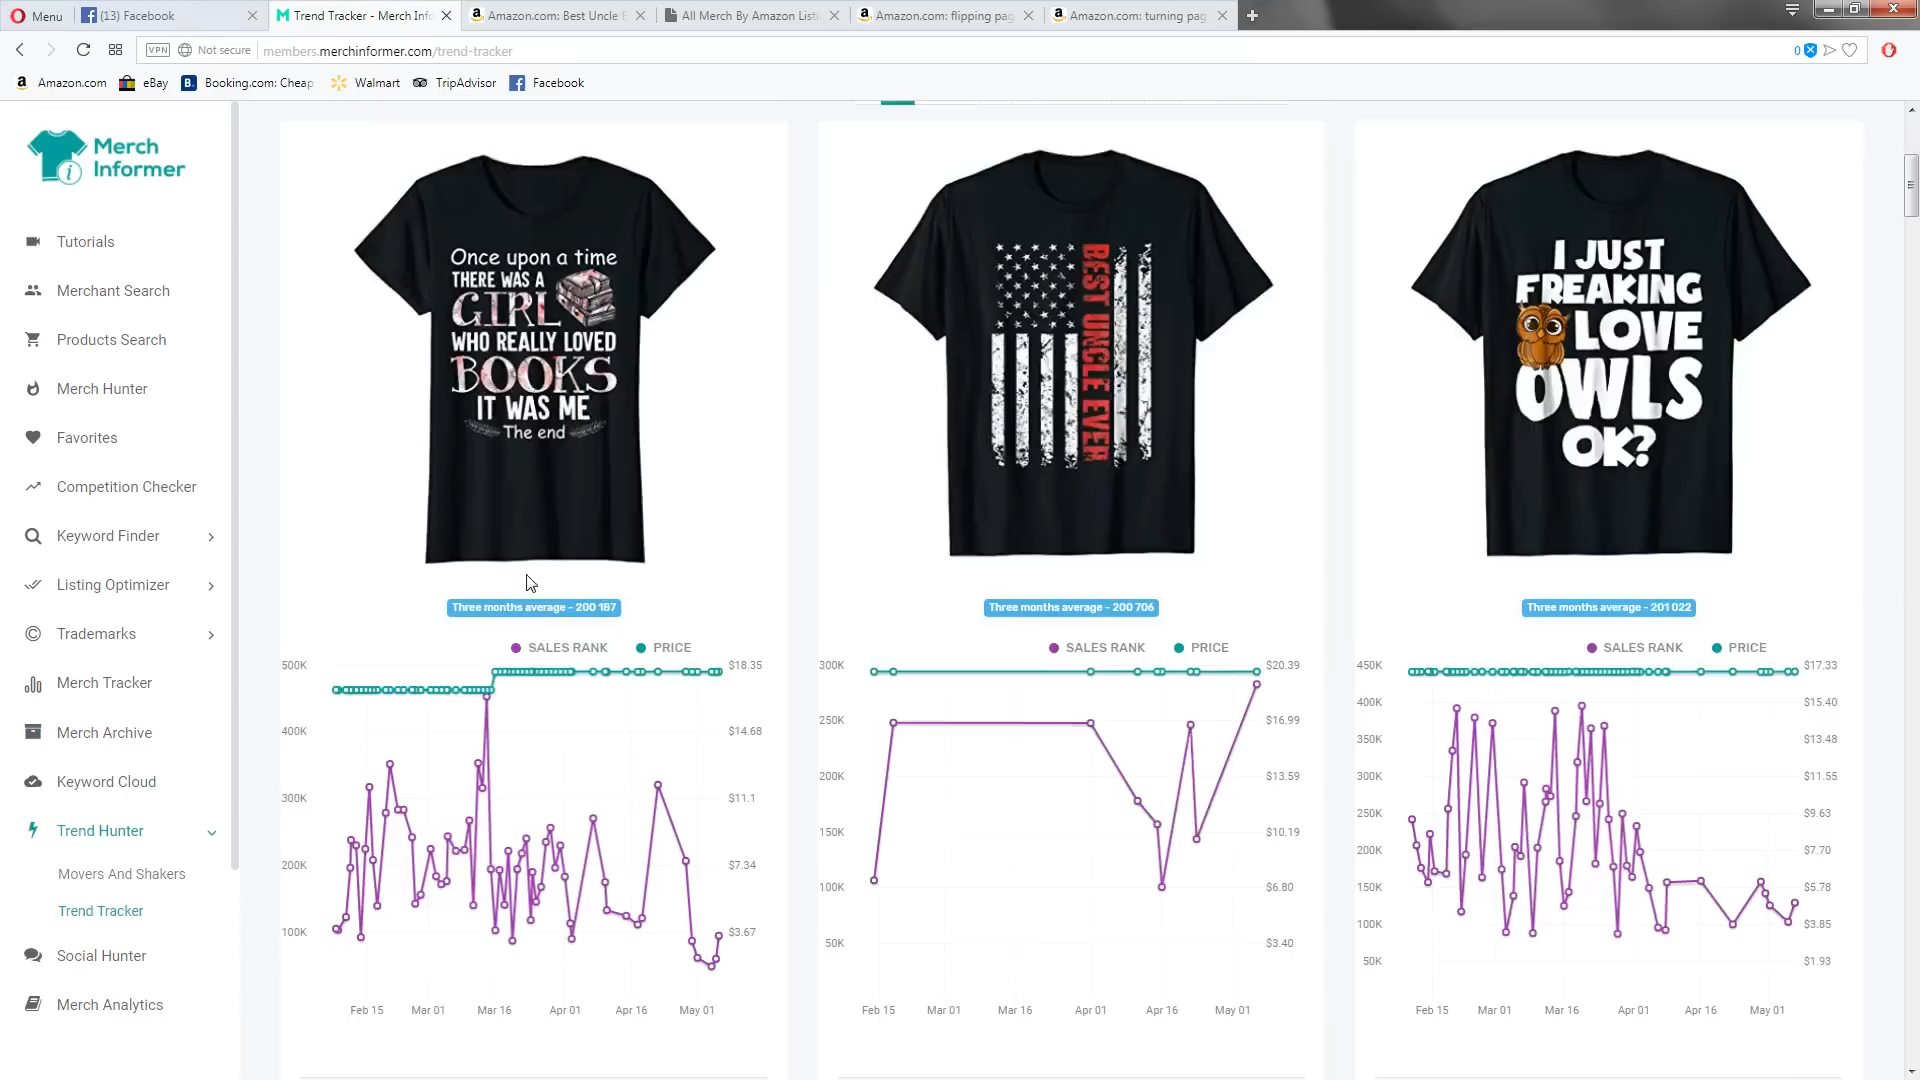 Menu
(13) Facebook
Trend Tracker - Merch Inf
Amazon.com: Best Uncle E
All Merch By Amazon Listi
Amazon.com: flipping pag
Amazon.com: turning pag
VPN
Not secure
members.merchinformer.com/trend-tracker
0
Amazon.com
eBay
Booking.com: Cheap
Walmart
TripAdvisor
Facebook
Merch
Informer
Tutorials
Merchant Search
Products Search
Merch Hunter
Favorites
Competition Checker
Keyword Finder
Listing Optimizer
Trademarks
Merch Tracker
Merch Archive
Keyword Cloud
Trend Hunter
Movers And Shakers
Trend Tracker
Social Hunter
Merch Analytics
Once upon a time
THERE WAS A
GIRL
WHO REALLY LOVED
BOOKS
IT WAS ME
The end
Three months average - 200 187
SALES RANK
PRICE
500K
400K
300K
200K
100K
$18.35
$14.68
$11.1
$7.34
$3.67
Feb 15
Mar 01
Mar 16
Apr 01
Apr 16
May 01
BEST UNCLE EVER
Three months average - 200 706
SALES RANK
PRICE
300K
250K
200K
150K
100K
50K
$20.39
$16.99
$13.59
$10.19
$6.80
$3.40
Feb 15
Mar 01
Mar 16
Apr 01
Apr 16
May 01
I JUST
FREAKING
LOVE
OWLS
OK?
Three months average - 201 022
SALES RANK
PRICE
450K
400K
350K
300K
250K
200K
150K
100K
50K
$17.33
$15.40
$13.48
$11.55
$9.63
$7.70
$5.78
$3.85
$1.93
Feb 15
Mar 01
Mar 16
Apr 01
Apr 16
May 01